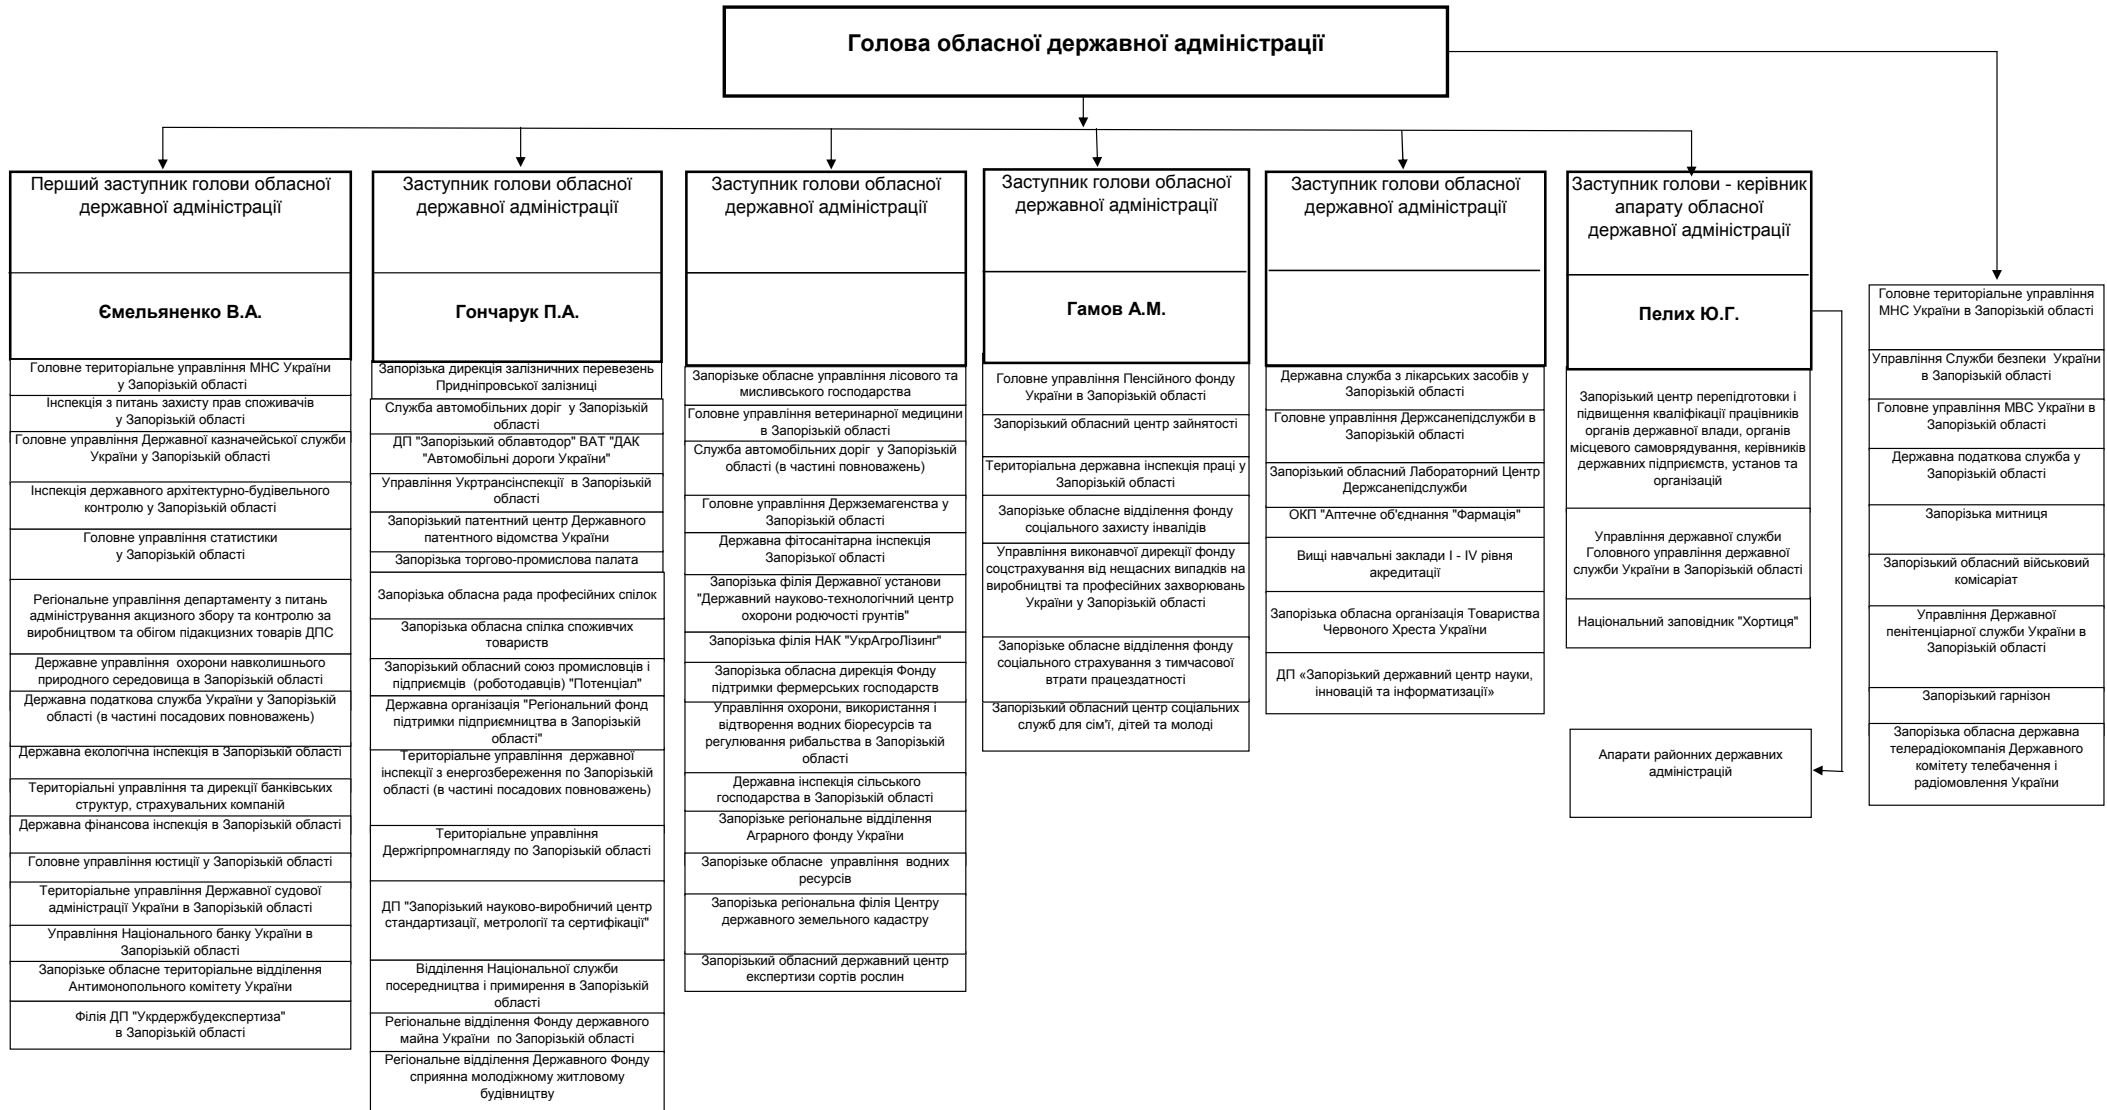 Голова обласної державної адміністрації
Перший заступник голови обласної
державної адміністрації
Ємельяненко В.А.
Головне територіальне управління МНС України
у Запорізькій області
Інспекція з питань захисту прав споживачів
у Запорізькій області
Головне управління Державної казначейської служби
України у Запорізькій області
Інспекція державного архітектурно-будівельного
контролю у Запорізькій області
Головне управління статистики
у Запорізькій області
Регіональне управління департаменту з питань
адміністрування акцизного збору та контролю за
виробництвом та обігом підакцизних товарів ДПС
Державне управління охорони навколишнього
природного середовища в Запорізькій області
Державна податкова служба України у Запорізькій
області (в частині посадових повноважень)
Державна екологічна інспекція в Запорізькій області
Територіальні управління та дирекції банківських
структур, страхувальних компаній
Державна фінансова інспекція в Запорізькій області
Головне управління юстиції у Запорізькій області
Територіальне управління Державної судової
адміністрації України в Запорізькій області
Управління Національного банку України в
Запорізькій області
Запорізьке обласне територіальне відділення
Антимонопольного комітету України
Філія ДП "Укрдержбудекспертиза"
в Запорізькій області
Заступник голови обласної
державної адміністрації
Гончарук П.А.
Запорізька дирекція залізничних перевезень
Придніпровської залізниці
Служба автомобільних доріг у Запорізькій
області
ДП "Запорізький облавтодор" ВАТ "ДАК
"Автомобільні дороги України"
Управління Укртрансінспекції в Запорізькій
області
Запорізький патентний центр Державного
патентного відомства України
Запорізька торгово-промислова палата
Запорізька обласна рада професійних спілок
Запорізька обласна спілка споживчих
товариств
Запорізький обласний союз промисловців і
підприємців (роботодавців) "Потенціал"
Державна організація "Регіональний фонд
підтримки підприємництва в Запорізькій
області"
Територіальне управління державної
інспекції з енергозбереження по Запорізькій
області (в частині посадових повноважень)
Територіальне управління
Держгірпромнагляду по Запорізькій області
ДП "Запорізький науково-виробничий центр
стандартизації, метрології та сертифікації"
Відділення Національної служби
посередництва і примирення в Запорізькій
області
Регіональне відділення Фонду державного
майна України по Запорізькій області
Регіональне відділення Державного Фонду
сприянна молодіжному житловому
будівництву
Заступник голови обласної
державної адміністрації
Запорізьке обласне управління лісового та
мисливського господарства
Головне управління ветеринарної медицини
в Запорізькій області
Служба автомобільних доріг у Запорізькій
області (в частині повноважень)
Головне управління Держземагенства у
Запорізькій області
Державна фітосанітарна інспекція
Запорізької області
Запорізька філія Державної установи
"Державний науково-технологічний центр
охорони родючості грунтів"
Запорізька філія НАК "УкрАгроЛізинг"
Запорізька обласна дирекція Фонду
підтримки фермерських господарств
Управління охорони, використання і
відтворення водних біоресурсів та
регулювання рибальства в Запорізькій
області
Державна інспекція сільського
господарства в Запорізькій області
Запорізьке регіональне відділення
Аграрного фонду України
Запорізьке обласне управління водних
ресурсів
Запорізька регіональна філія Центру
державного земельного кадастру
Запорізький обласний державний центр
експертизи сортів рослин
Заступник голови обласної
державної адміністрації
Гамов А.М.
Головне управління Пенсійного фонду
України в Запорізькій області
Запорізький обласний центр зайнятості
Територіальна державна інспекція праці у
Запорізькій області
Запорізьке обласне відділення фонду
соціального захисту інвалідів
Управління виконавчої дирекції фонду
соцстрахування від нещасних випадків на
виробництві та професійних захворювань
України у Запорізькій області
Запорізьке обласне відділення фонду
соціального страхування з тимчасової
втрати працездатності
Запорізький обласний центр соціальних
служб для сім'ї, дітей та молоді
Заступник голови обласної
державної адміністрації
Державна служба з лікарських засобів у
Запорізькій області
Головне управління Держсанепідслужби в
Запорізькій області
Запорізький обласний Лабораторний Центр
Держсанепідслужби
ОКП "Аптечне об'єднання "Фармація"
Вищі навчальні заклади І - ІV рівня
акредитації
Запорізька обласна організація Товариства
Червоного Хреста України
ДП «Запорізький державний центр науки,
інновацій та інформатизації»
Заступник голови - керівник
апарату обласної
державної адміністрації
Пелих Ю.Г.
Запорізький центр перепідготовки і
підвищення кваліфікації працівників
органів державної влади, органів
місцевого самоврядування, керівників
державних підприємств, установ та
організацій
Управління державної служби
Головного управління державної
служби України в Запорізькій області
Національний заповідник "Хортиця"
Апарати районних державних
адміністрацій
Головне територіальне управління
МНС України в Запорізькій області
Управління Служби безпеки України
в Запорізькій області
Головне управління МВС України в
Запорізькій області
Державна податкова служба у
Запорізькій області
Запорізька митниця
Запорізький обласний військовий
комісаріат
Управління Державної
пенітенціарної служби України в
Запорізькій області
Запорізький гарнізон
Запорізька обласна державна
телерадіокомпанія Державного
комітету телебачення і
радіомовлення України